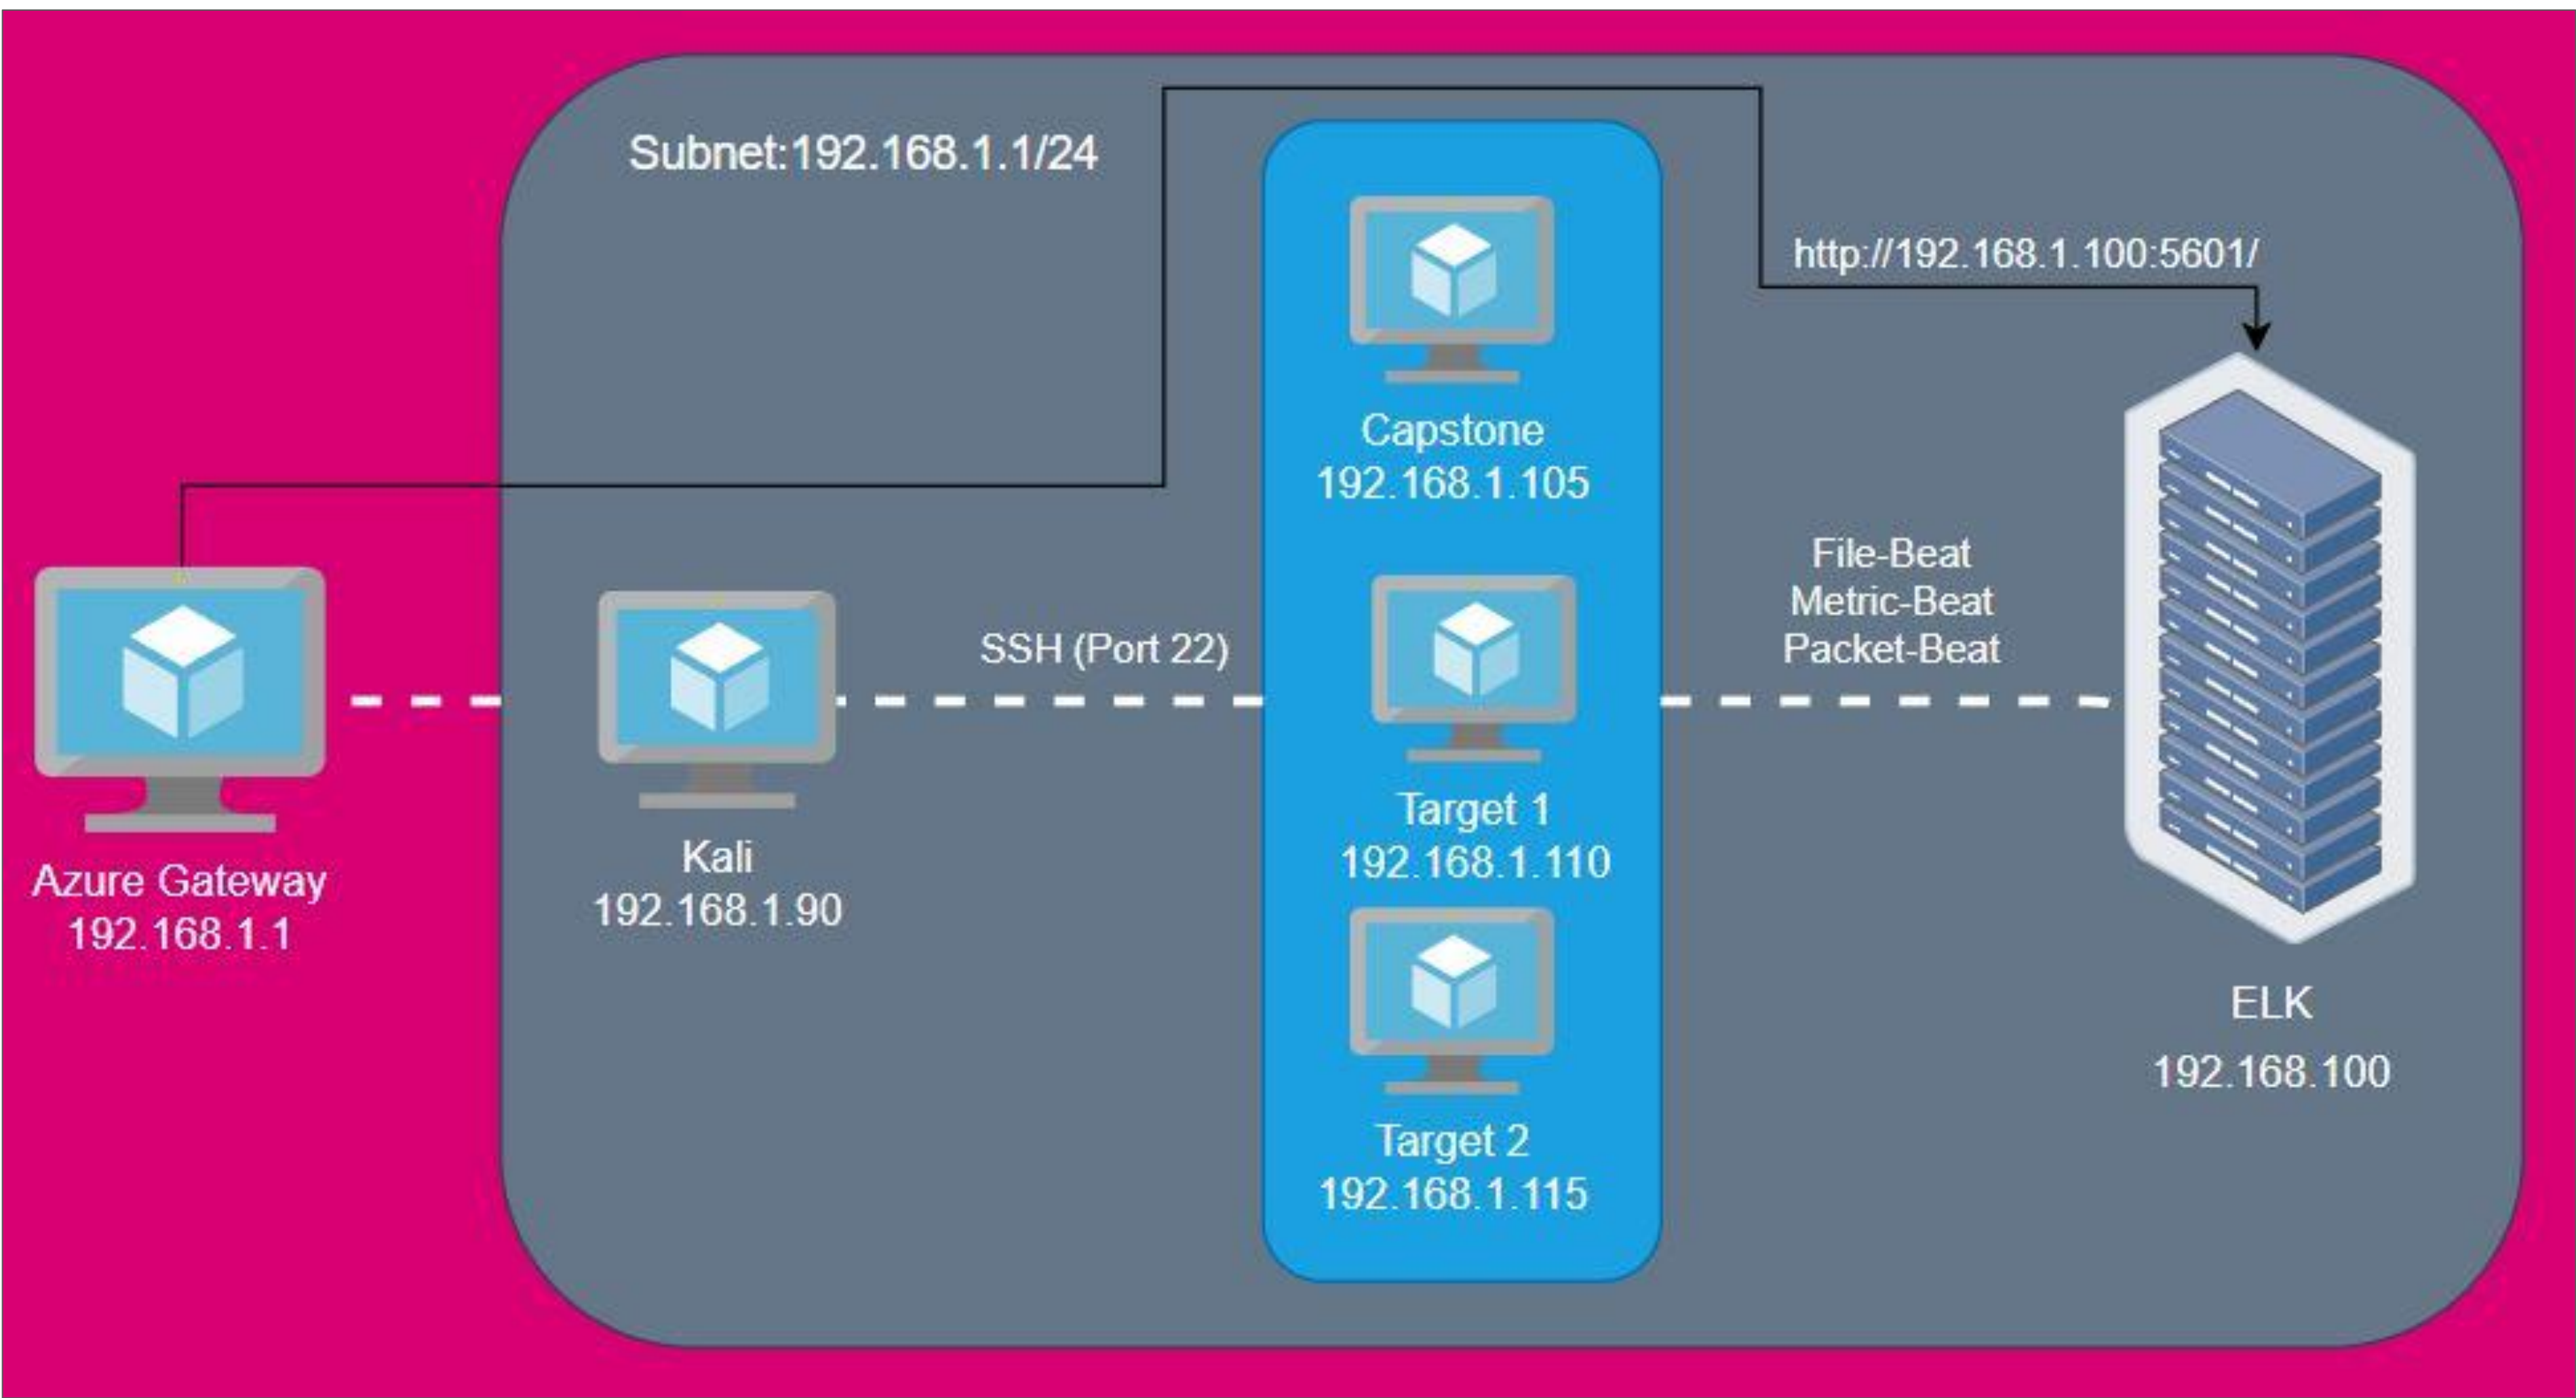 Subnet:192.168.1.1/24
http://192.168.1.100:5601/
Capstone
192.168.1.105
File-Beat
Metric-Beat
Packet-Beat
SSH (Port 22)
Target 1
192.168.1.110
Kali
192.168.1.90
Azure Gateway
192.168.1.1
ELK
192.168.100
Target 2
192.168.1.115